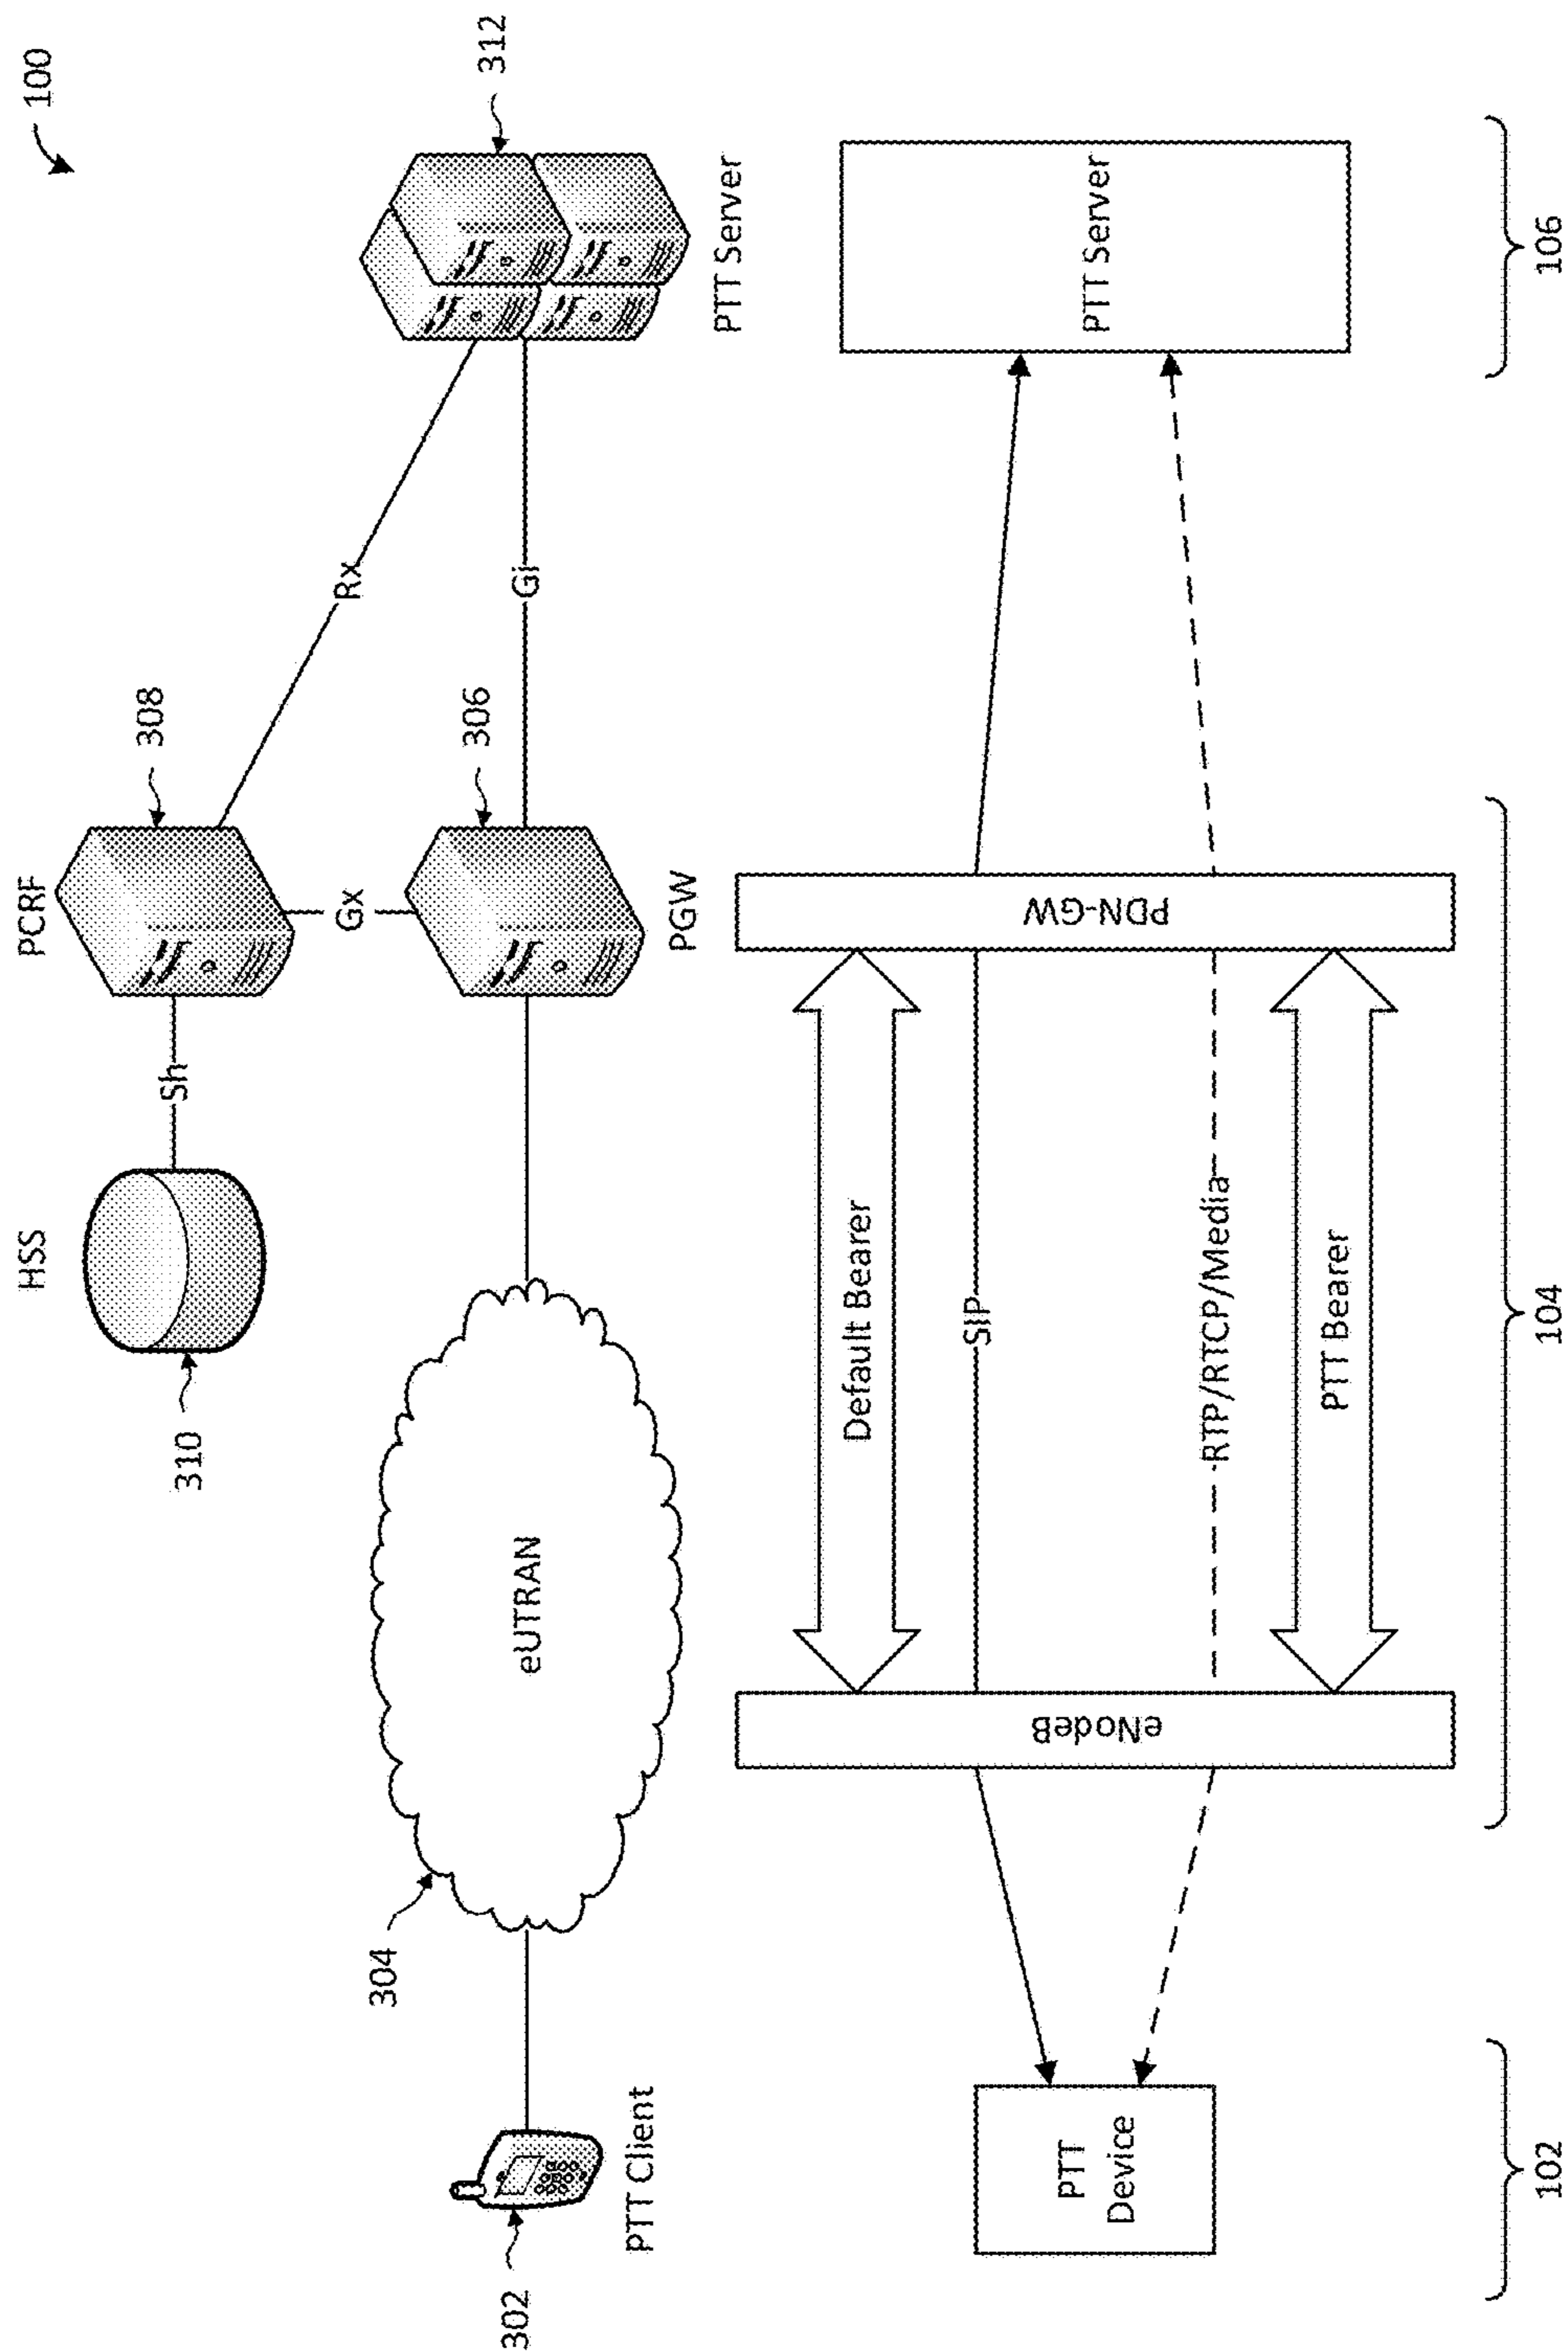 100
HSS
PCRF
310
Sh
308
Gx
Rx
304
eUTRAN
306
Gi
312
302
PTT Client
PGW
PTT Server
Default Bearer
SIP
PTT
Device
eNodeB
PDN-GW
PTT Server
RTP/RTCP/Media
PTT Bearer
102
104
106